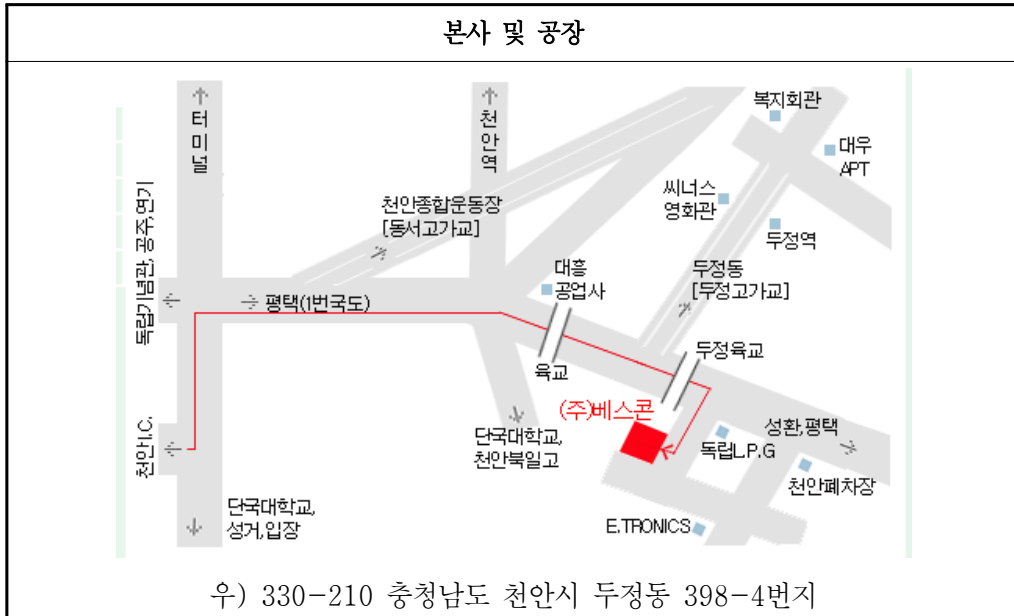 본사 및 공장
터미널
천안역
복지회관
대우
APT
씨너스
영화관
두정역
천안종합운동장
[동서고가교]
독립기념관, 공주,연기
대흥
공업사
두정동
[두정고가교]
평택(1번국도)
육교
두정육교
(주)베스콘
천안I.C.
단국대학교,
천안북일고
독립L.P.G
성환,평택
천안폐차장
단국대학교,
성거,입장
E.TRONICS
우) 330-210 충청남도 천안시 두정동 398-4번지